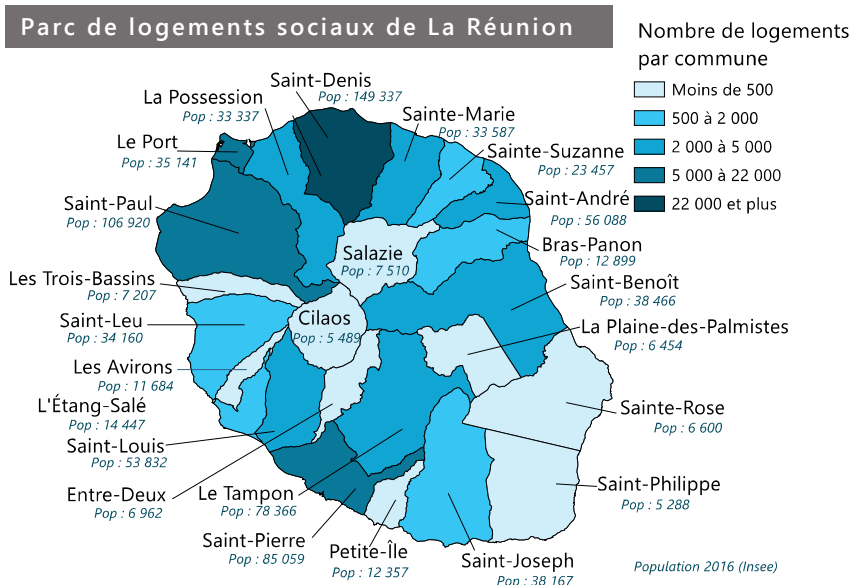 Parc de logements sociaux de La Réunion
Nombre de logements
par commune
Moins de 500
500 à 2 000
2 000 à 5 000
5 000 à 22 000
22 000 et plus
Saint-Denis
Pop : 149 337
La Possession
Pop : 33 337
Sainte-Marie
Pop : 33 587
Le Port
Pop : 35 141
Sainte-Suzanne
Pop : 23 457
Saint-Paul
Pop : 106 920
Saint-André
Pop : 56 088
Bras-Panon
Pop : 12 899
Salazie
Pop : 7 510
Les Trois-Bassins
Pop : 7 207
Saint-Benoît
Pop : 38 466
Saint-Leu
Pop : 34 160
Cilaos
Pop : 5 489
La Plaine-des-Palmistes
Pop : 6 454
Les Avirons
Pop : 11 684
L'Étang-Salé
Pop : 14 447
Sainte-Rose
Pop : 6 600
Saint-Louis
Pop : 53 832
Entre-Deux
Pop : 6 962
Le Tampon
Pop : 78 366
Saint-Philippe
Pop : 5 288
Saint-Pierre
Pop : 85 059
Petite-Île
Pop : 12 357
Saint-Joseph
Pop : 38 167
Population 2016 (Insee)